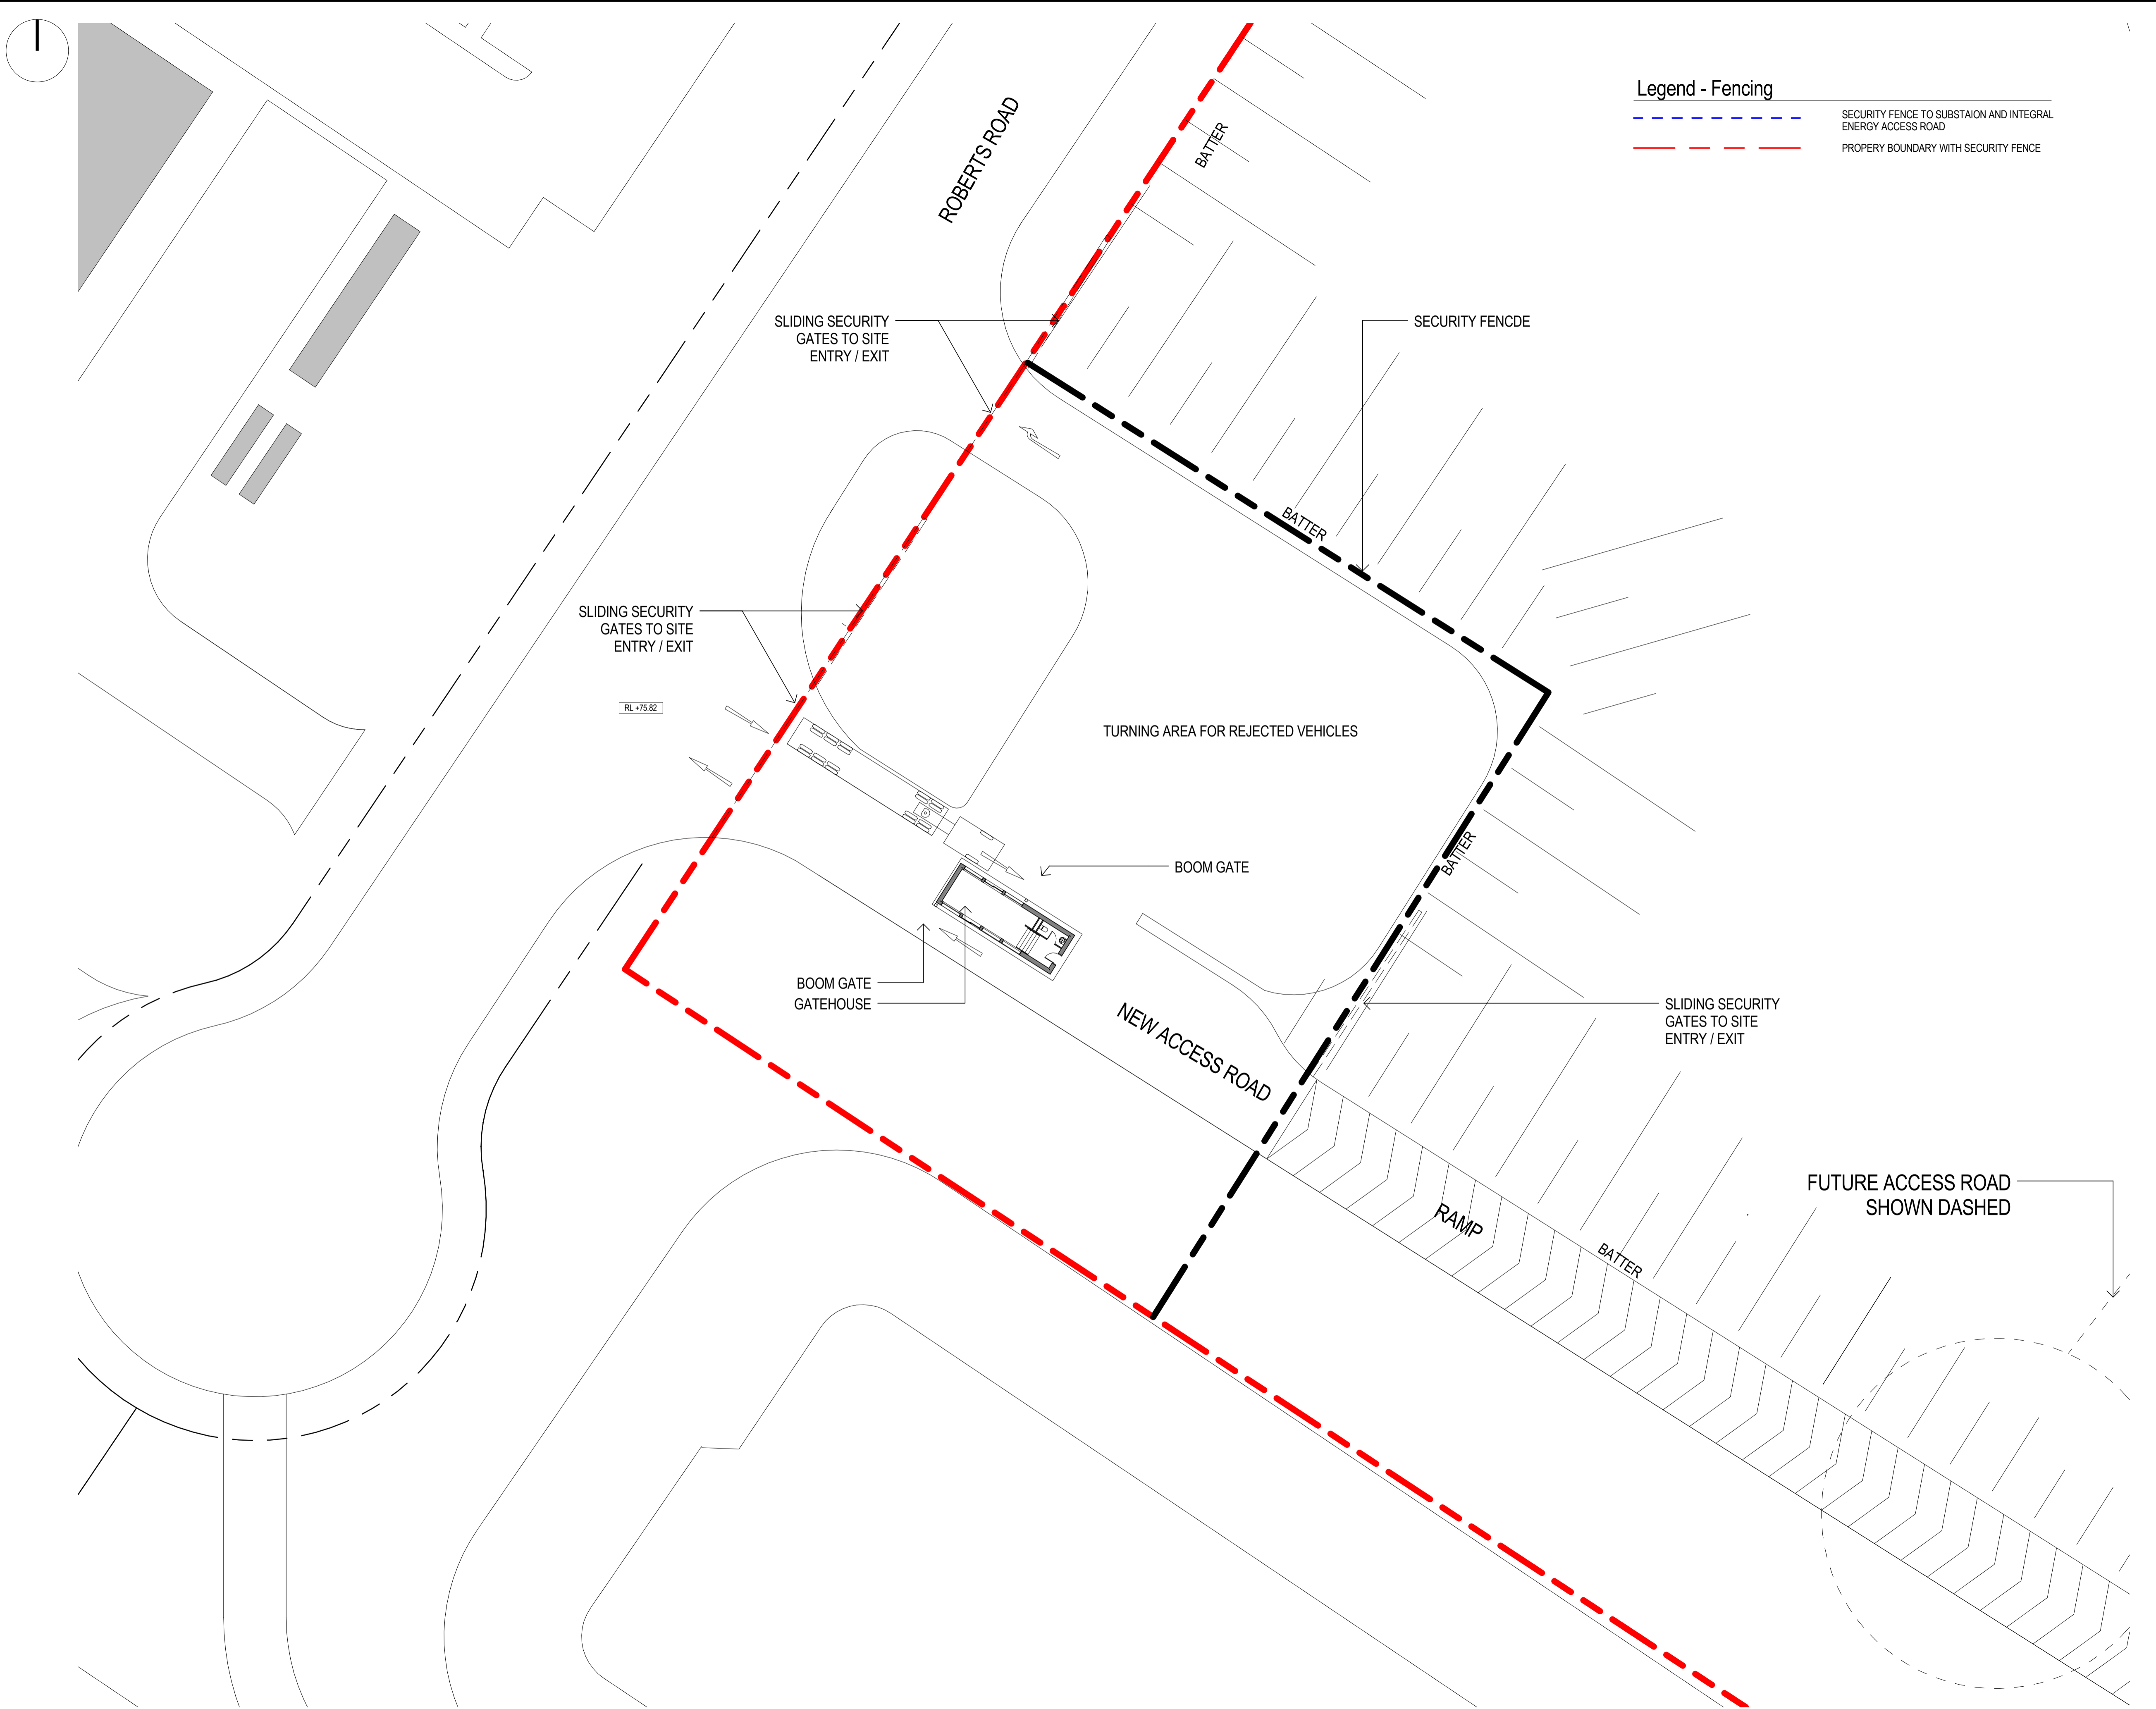 Legend - Fencing
SECURITY FENCE TO SUBSTAION AND INTEGRAL
ENERGY ACCESS ROAD
PROPERY BOUNDARY WITH SECURITY FENCE
ROBERTS ROAD
BATTER
SLIDING SECURITY
GATES TO SITE
ENTRY / EXIT
SECURITY FENCDE
BATTER
SLIDING SECURITY
GATES TO SITE
ENTRY / EXIT
RL +75.82
TURNING AREA FOR REJECTED VEHICLES
BATTER
BOOM GATE
BOOM GATE
GATEHOUSE
NEW ACCESS ROAD
SLIDING SECURITY
GATES TO SITE
ENTRY / EXIT
RAMP
BATTER
FUTURE ACCESS ROAD
SHOWN DASHED